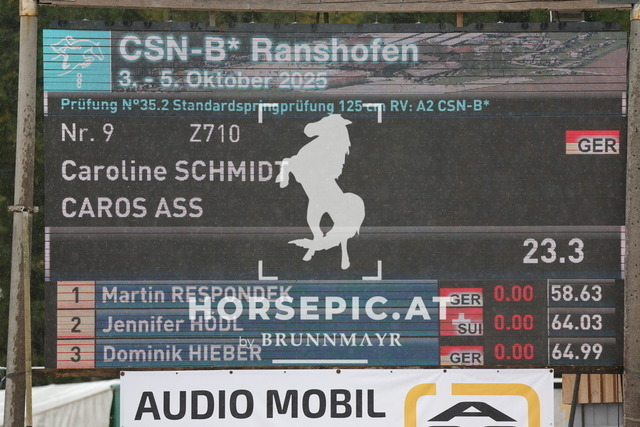 CSN-B* Ranshofen
3. - 5. Oktober 2025
Prüfung N°35.2 Standardspringprüfung 125 cm RV: A2 CSN-B*
Nr. 9 Z710
GER
Caroline SCHMIDT
CAROS ASS
23.3
1 Martin RESPONDEK GER 0.00 58.63
HORSEPIC.AT
2 Jennifer HÖDL SUI 0.00 64.03
by BRUNNMAYR
3 Dominik HIEBER GER 0.00 64.99
AUDIO MOBIL